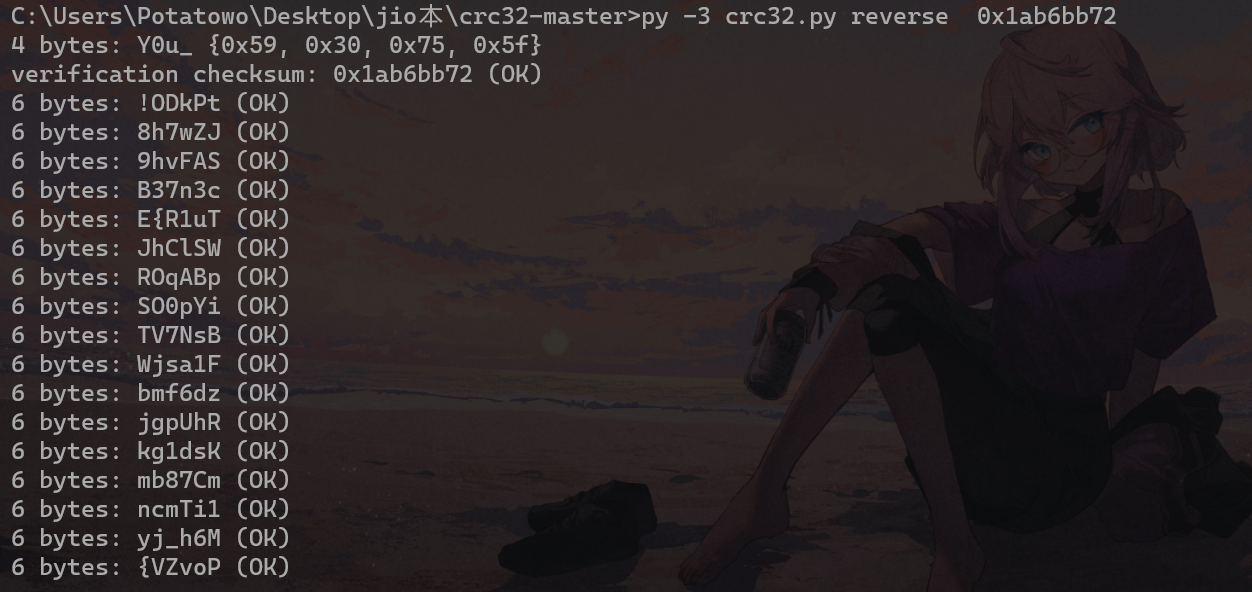 C:\Users\Potatowo\Desktop\jio本\crc32-master>py -3 crc32.py reverse  0x1ab6bb72
4 bytes: Y0u_ {0x59, 0x30, 0x75, 0x5f}
verification checksum: 0x1ab6bb72 (OK)
6 bytes: !ODkPt (OK)
6 bytes: 8h7wZJ (OK)
6 bytes: 9hvFAS (OK)
6 bytes: B37n3c (OK)
6 bytes: E{R1uT (OK)
6 bytes: JhClSW (OK)
6 bytes: ROqABp (OK)
6 bytes: SO0pYi (OK)
6 bytes: TV7NsB (OK)
6 bytes: Wjsa1F (OK)
6 bytes: bmf6dz (OK)
6 bytes: jgpUhR (OK)
6 bytes: kg1dsK (OK)
6 bytes: mb87Cm (OK)
6 bytes: ncmTi1 (OK)
6 bytes: yj_h6M (OK)
6 bytes: {VZvoP (OK)